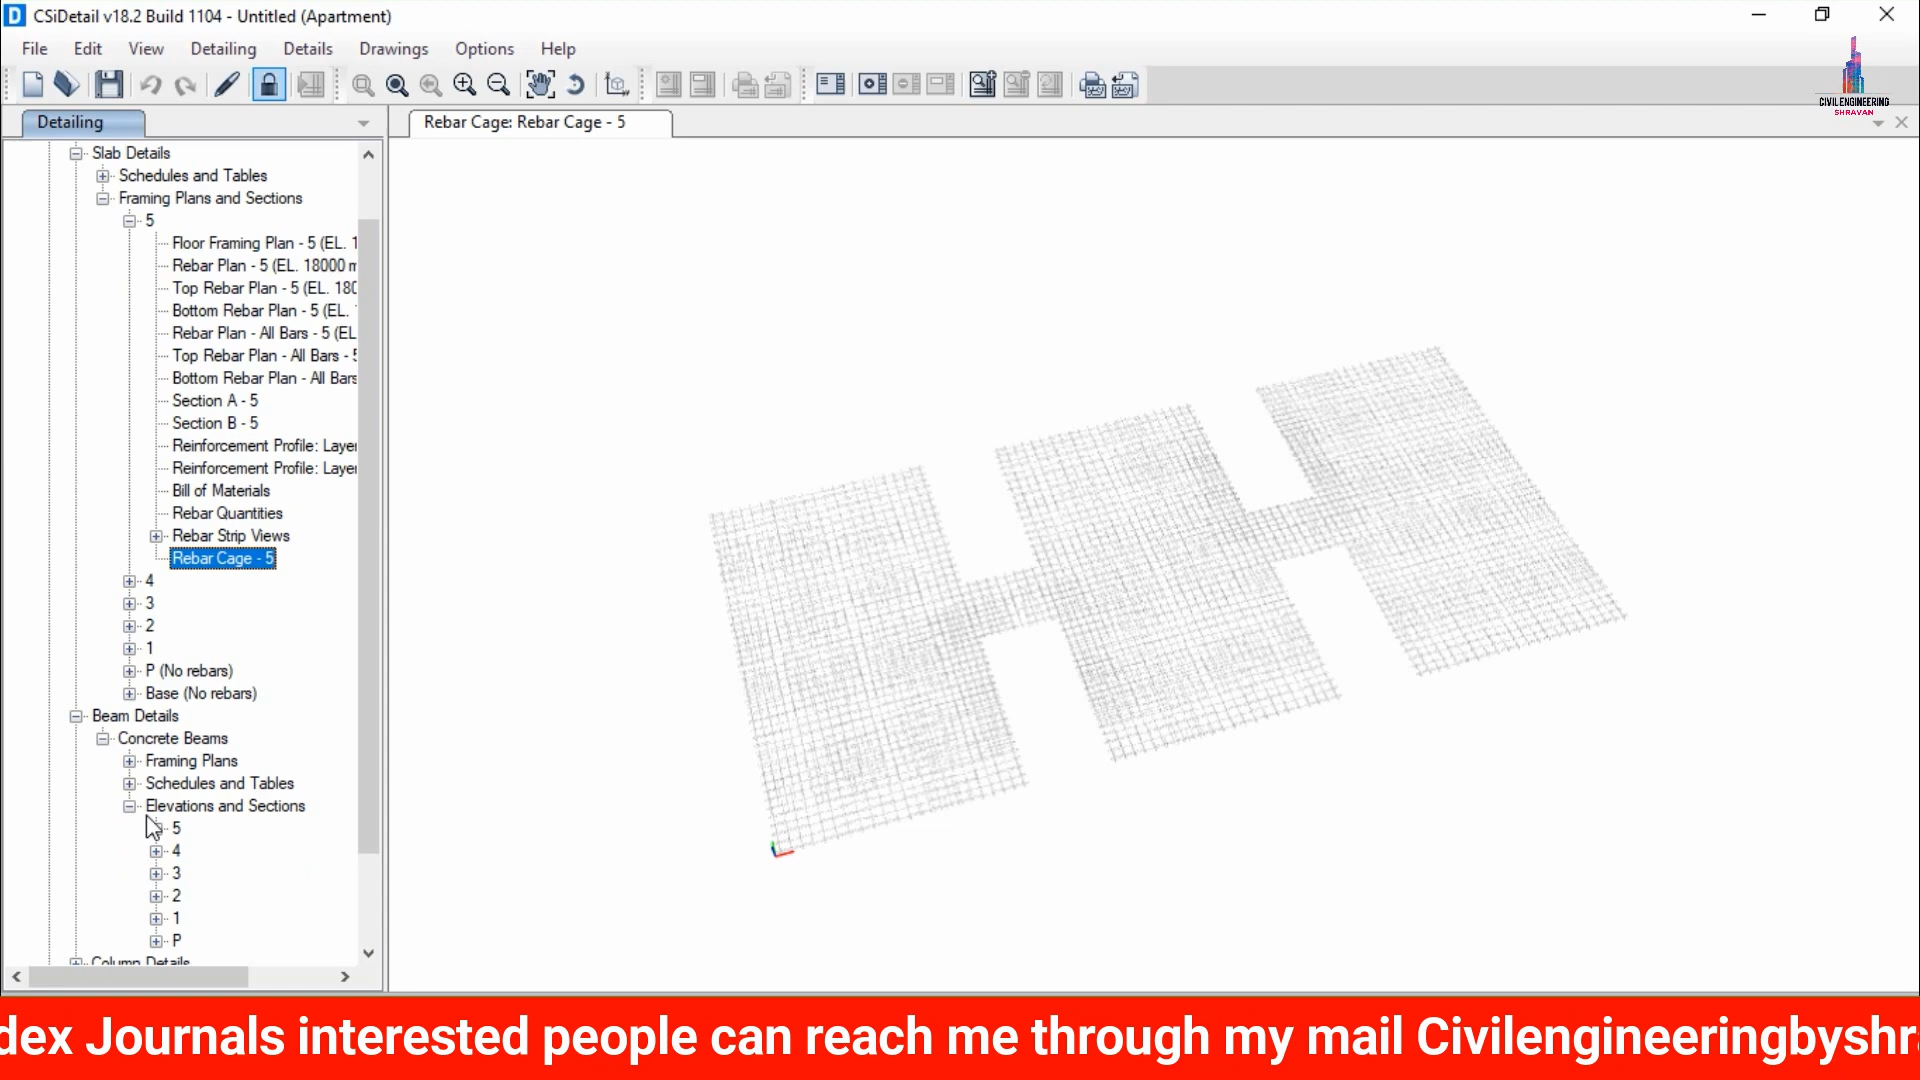 CSiDetail v18.2 Build 1104 - Untitled (Apartment)
File Edit View Detailing Details Drawings Options Help
CIVIL ENGINEERING
SHRAVAN
Detailing
Rebar Cage: Rebar Cage - 5
Slab Details
Schedules and Tables
Framing Plans and Sections
5
Floor Framing Plan - 5 (EL. 1
Rebar Plan - 5 (EL. 18000 m
Top Rebar Plan - 5 (EL. 180
Bottom Rebar Plan - 5 (EL.
Rebar Plan - All Bars - 5 (EL
Top Rebar Plan - All Bars - 5
Bottom Rebar Plan - All Bars
Section A - 5
Section B - 5
Reinforcement Profile: Layer
Reinforcement Profile: Layer
Bill of Materials
Rebar Quantities
Rebar Strip Views
Rebar Cage - 5
4
3
2
1
P (No rebars)
Base (No rebars)
Beam Details
Concrete Beams
Framing Plans
Schedules and Tables
Elevations and Sections
5
4
3
2
1
P
Column Details
dex Journals interested people can reach me through my mail Civilengineeringbyshr